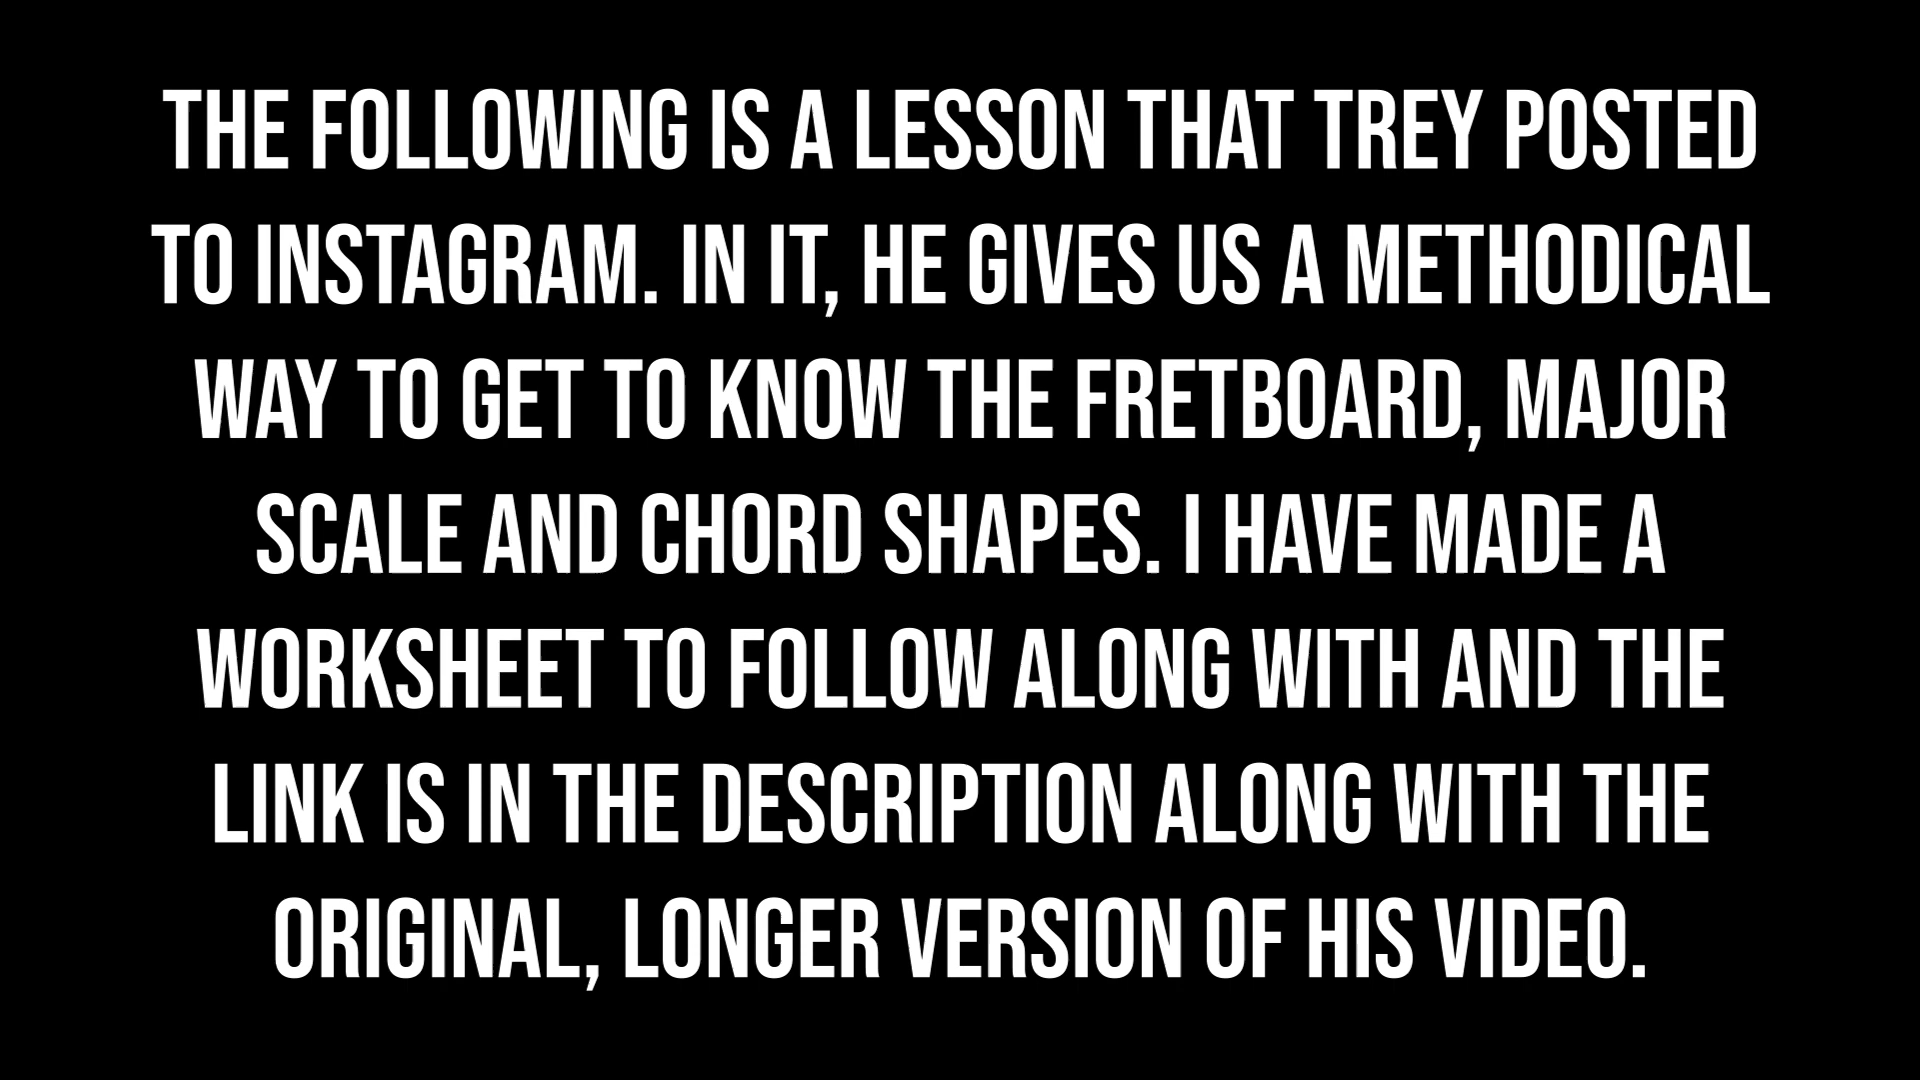 THE FOLLOWING IS A LESSON THAT TREY POSTED
TO INSTAGRAM. IN IT, HE GIVES US A METHODICAL
WAY TO GET TO KNOW THE FRETBOARD, MAJOR
SCALE AND CHORD SHAPES. I HAVE MADE A
WORKSHEET TO FOLLOW ALONG WITH AND THE
LINK IS IN THE DESCRIPTION ALONG WITH THE
ORIGINAL, LONGER VERSION OF HIS VIDEO.